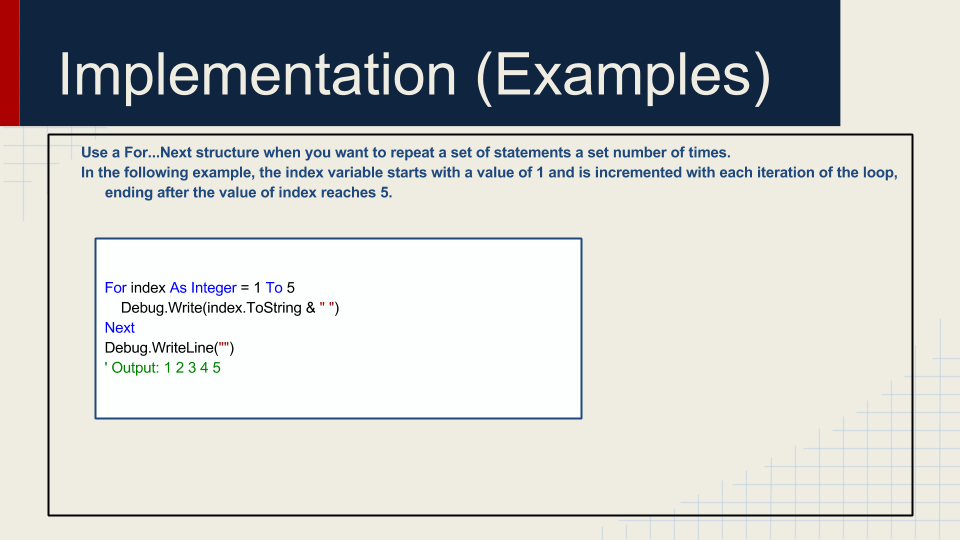 Implementation (Examples)
Use a For...Next structure when you want to repeat a set of statements a set number of times.
In the following example, the index variable starts with a value of 1 and is incremented with each iteration of the loop,
ending after the value of index reaches 5.
For index As Integer = 1 To 5
    Debug.Write(index.ToString & " ")
Next
Debug.WriteLine("")
' Output: 1 2 3 4 5